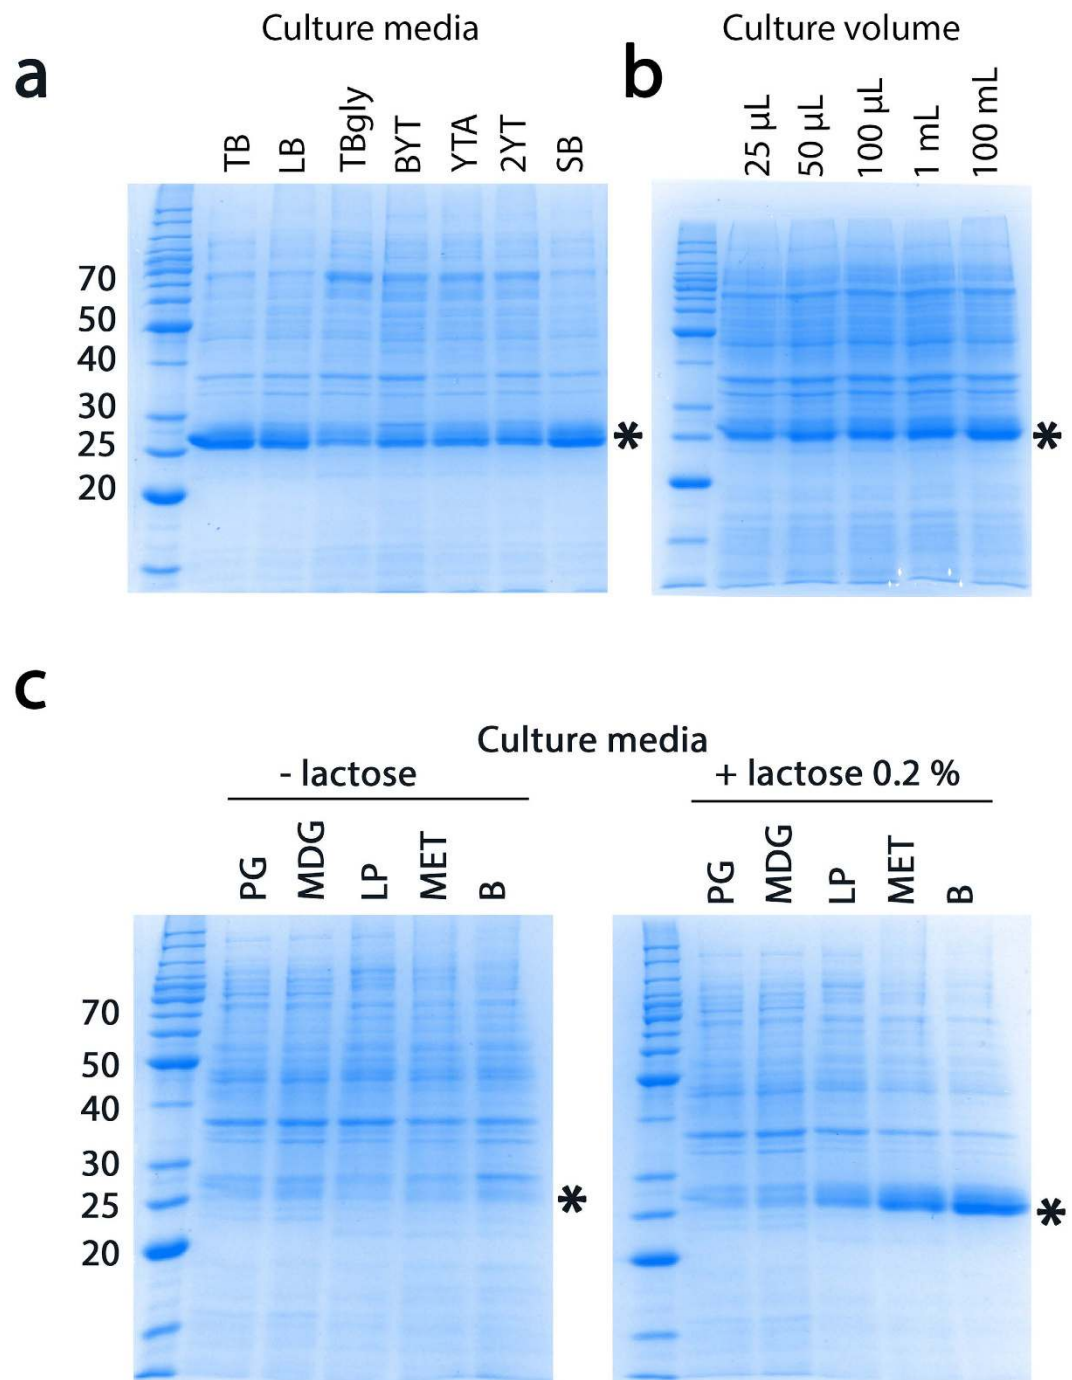 Culture media
Culture volume
a
b
TB
LB
TBgly
BYT
YTA
2YT
SB
25 µL
50 µL
100 µL
1 mL
100 mL
70
50
40
30
25
20
*
*
c
Culture media
- lactose
+ lactose 0.2 %
PG
MDG
LP
MET
B
PG
MDG
LP
MET
B
70
50
40
30
25
20
*
*